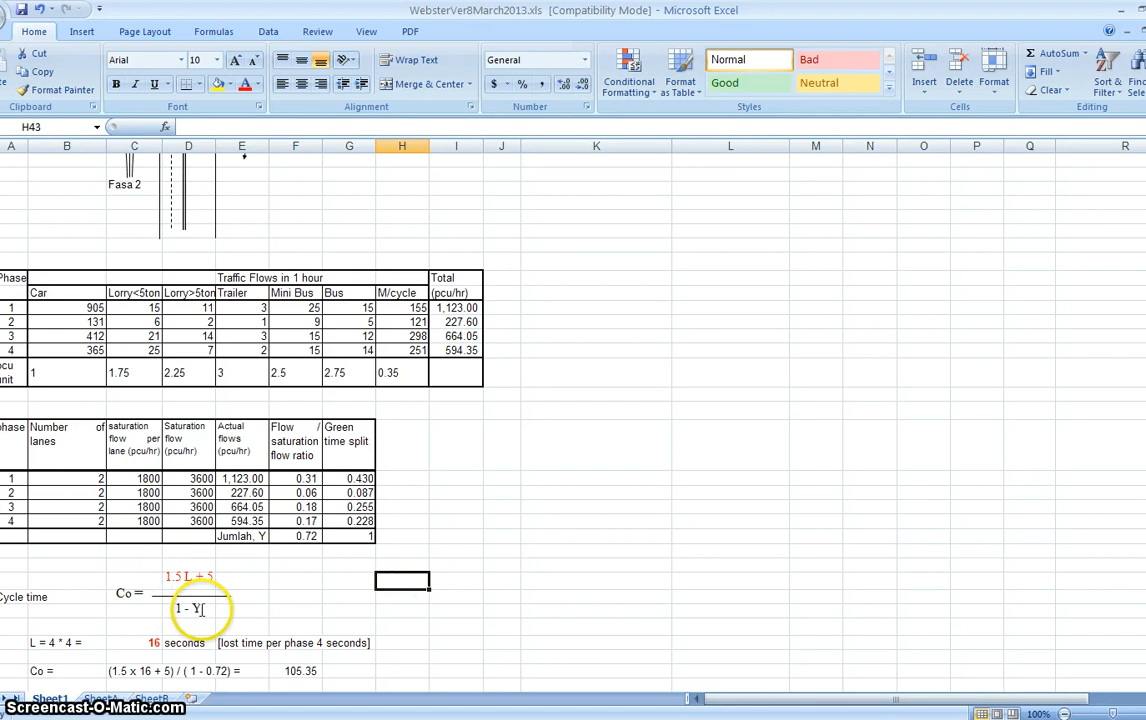 WebsterVer8March2013.xls [Compatibility Mode] - Microsoft Excel
Home Insert Page Layout Formulas Data Review View PDF
Cut
Copy
Format Painter
Clipboard
Arial 10 A A
B I U A
Font
Wrap Text
Merge & Center
Alignment
General
$ % , .00 .00
Number
Conditional Formatting
Format as Table
Normal Bad
Good Neutral
Styles
Insert Delete Format
Cells
Σ AutoSum
Fill
Clear
Sort & Filter
Editing
H43 fx
A B C D E F G H I J K L M N O P Q R
Fasa 2
Phase Traffic Flows in 1 hour Total
Car Lorry<5ton Lorry>5ton Trailer Mini Bus Bus M/cycle (pcu/hr)
1 905 15 11 3 25 15 155 1,123.00
2 131 6 2 1 9 5 121 227.60
3 412 21 14 3 15 12 298 664.05
4 365 25 7 2 15 14 251 594.35
pcu unit 1 1.75 2.25 3 2.5 2.75 0.35
phase Number of lanes saturation flow per lane (pcu/hr) Saturation flow (pcu/hr) Actual flows (pcu/hr) Flow / saturation flow ratio Green time split
1 2 1800 3600 1,123.00 0.31 0.430
2 2 1800 3600 227.60 0.06 0.087
3 2 1800 3600 664.05 0.18 0.255
4 2 1800 3600 594.35 0.17 0.228
Jumlah, Y 0.72 1
1.5 L + 5
Cycle time Co =
1 - Y
L = 4 * 4 = 16 seconds [lost time per phase 4 seconds]
Co = (1.5 x 16 + 5) / ( 1 - 0.72) = 105.35
Sheet1 SheetA SheetB
Screencast-O-Matic.com
100%